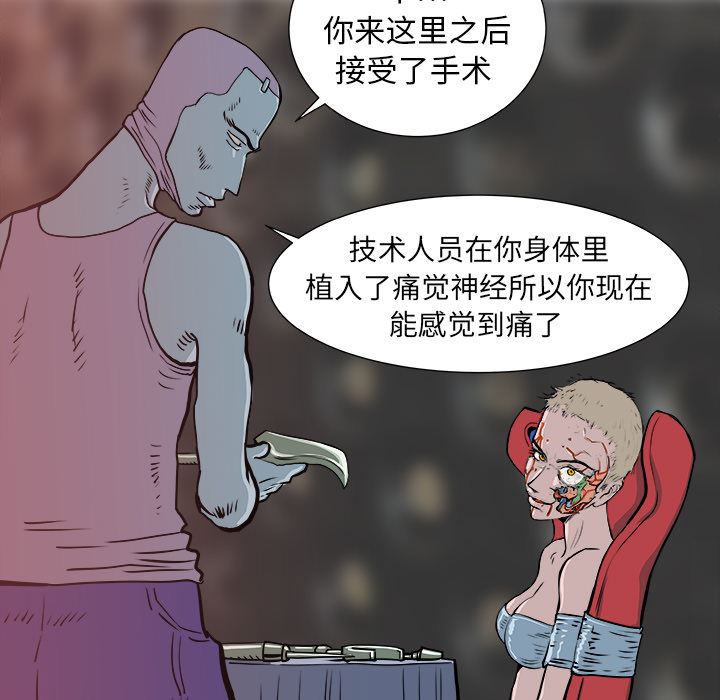 你来这里之后
接受了手术
技术人员在你身体里
植入了痛觉神经所以你现在
能感觉到痛了